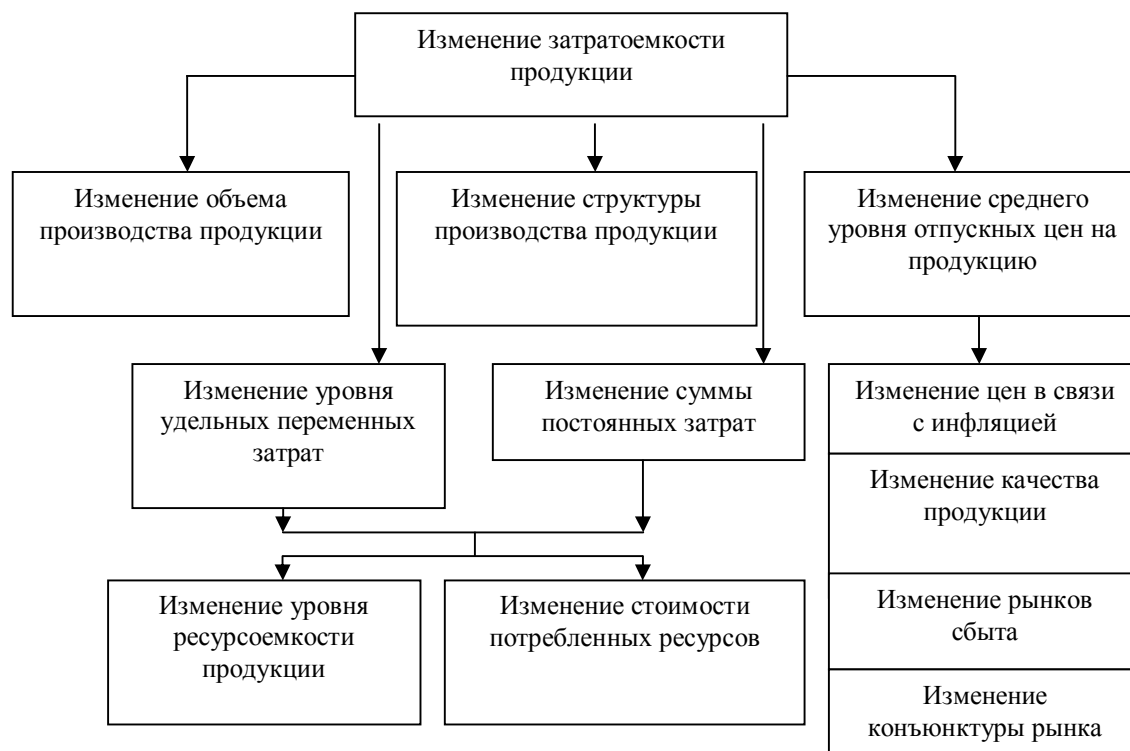 Изменение затратоемкости
продукции
Изменение объема
производства продукции
Изменение структуры
производства продукции
Изменение среднего
уровня отпускных цен на
продукцию
Изменение уровня
удельных переменных
затрат
Изменение суммы
постоянных затрат
Изменение цен в связи
с инфляцией
Изменение качества
продукции
Изменение рынков
сбыта
Изменение
конъюнктуры рынка
Изменение уровня
ресурсоемкости
продукции
Изменение стоимости
потребленных ресурсов